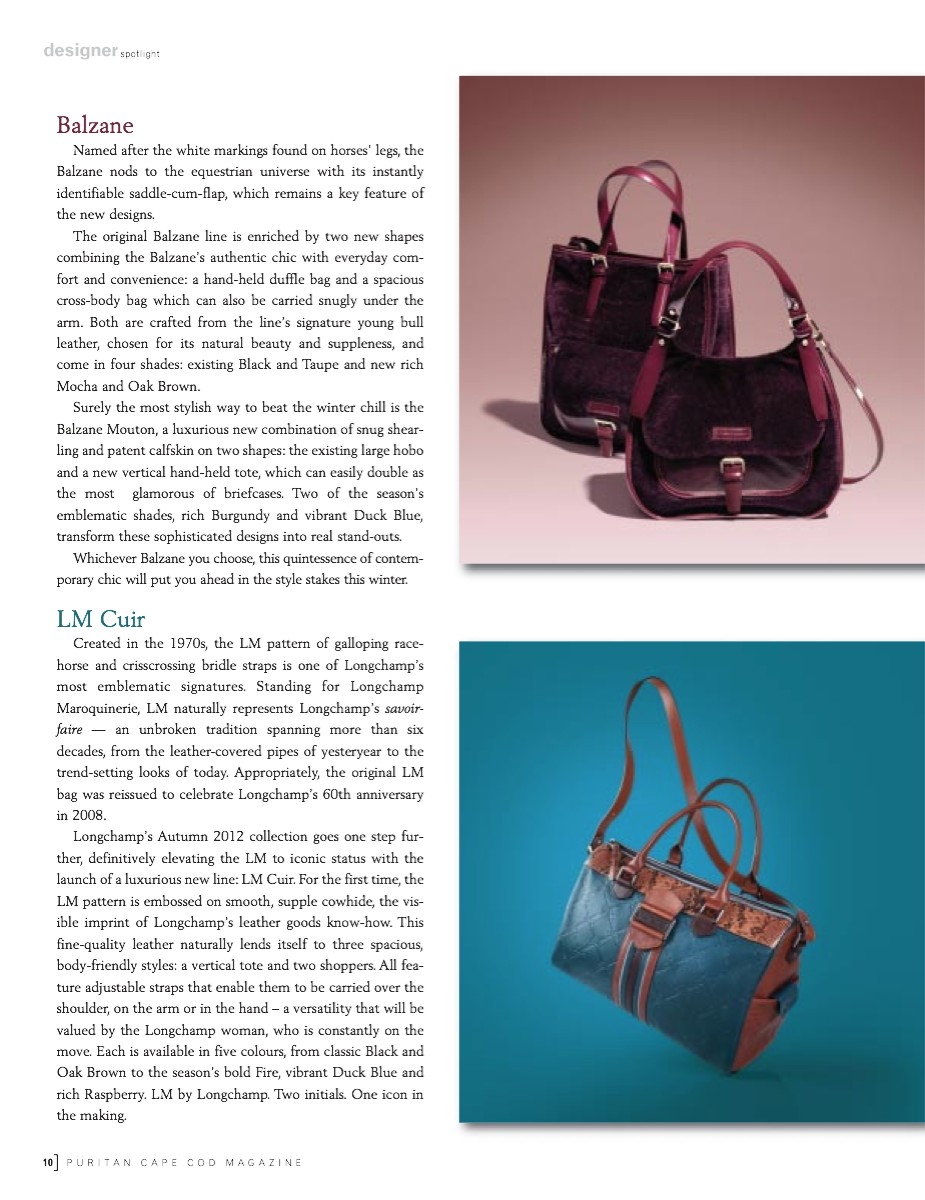 designer spotlight
Balzane
Named after the white markings found on horses' legs, the
Balzane nods to the equestrian universe with its instantly
identifiable saddle-cum-flap, which remains a key feature of
the new designs.
The original Balzane line is enriched by two new shapes
combining the Balzane's authentic chic with everyday com-
fort and convenience: a hand-held duffle bag and a spacious
cross-body bag which can also be carried snugly under the
arm. Both are crafted from the line's signature young bull
leather, chosen for its natural beauty and suppleness, and
come in four shades: existing Black and Taupe and new rich
Mocha and Oak Brown.
Surely the most stylish way to beat the winter chill is the
Balzane Mouton, a luxurious new combination of snug shear-
ling and patent calfskin on two shapes: the existing large hobo
and a new vertical hand-held tote, which can easily double as
the most glamorous of briefcases. Two of the season's
emblematic shades, rich Burgundy and vibrant Duck Blue,
transform these sophisticated designs into real stand-outs.
Whichever Balzane you choose, this quintessence of contem-
porary chic will put you ahead in the style stakes this winter.
LM Cuir
Created in the 1970s, the LM pattern of galloping race-
horse and crisscrossing bridle straps is one of Longchamp's
most emblematic signatures. Standing for Longchamp
Maroquinerie, LM naturally represents Longchamp's savoir-
faire — an unbroken tradition spanning more than six
decades, from the leather-covered pipes of yesteryear to the
trend-setting looks of today. Appropriately, the original LM
bag was reissued to celebrate Longchamp's 60th anniversary
in 2008.
Longchamp's Autumn 2012 collection goes one step fur-
ther, definitively elevating the LM to iconic status with the
launch of a luxurious new line: LM Cuir. For the first time, the
LM pattern is embossed on smooth, supple cowhide, the vis-
ible imprint of Longchamp's leather goods know-how. This
fine-quality leather naturally lends itself to three spacious,
body-friendly styles: a vertical tote and two shoppers. All fea-
ture adjustable straps that enable them to be carried over the
shoulder, on the arm or in the hand – a versatility that will be
valued by the Longchamp woman, who is constantly on the
move. Each is available in five colours, from classic Black and
Oak Brown to the season's bold Fire, vibrant Duck Blue and
rich Raspberry. LM by Longchamp. Two initials. One icon in
the making.
10] PURITAN CAPE COD MAGAZINE